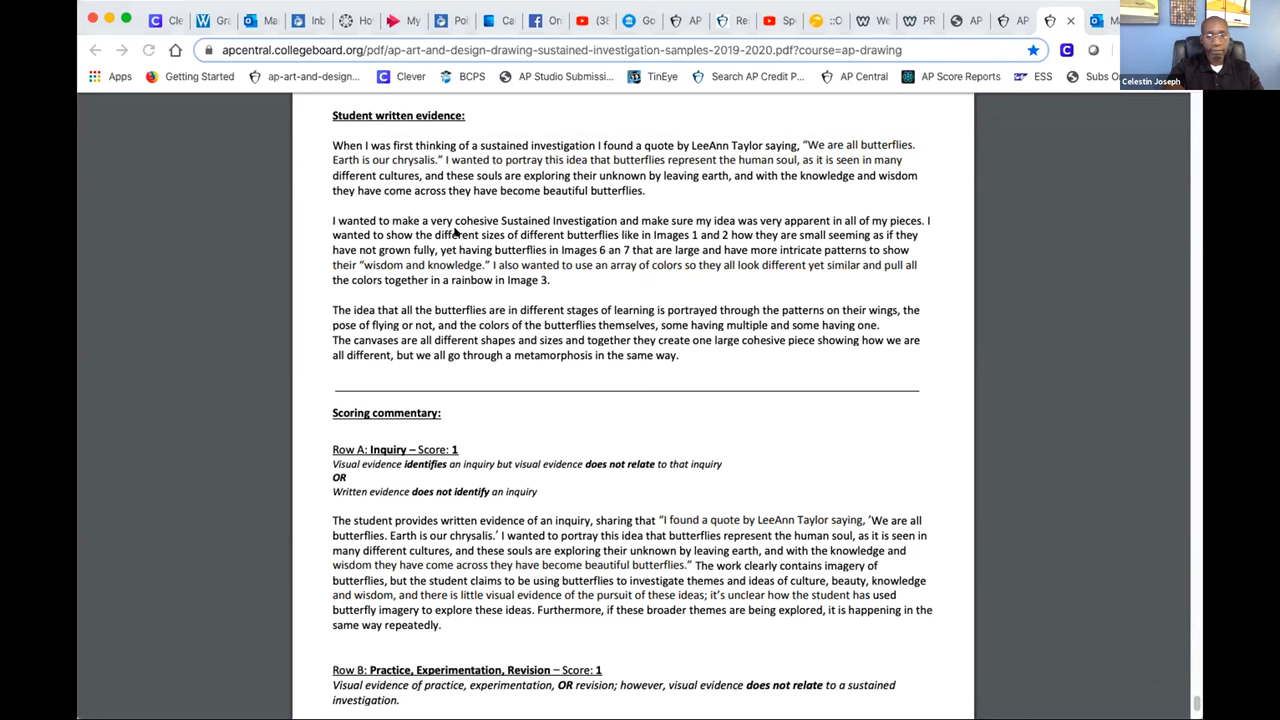 Cle
Gra
Ma
Inb
Ho
My
Pol
Ca
On
(38
Go
AP
Re
Sp
::O
We
PR
AP
AP
Ma
apcentral.collegeboard.org/pdf/ap-art-and-design-drawing-sustained-investigation-samples-2019-2020.pdf?course=ap-drawing
Apps Getting Started ap-art-and-design... Clever BCPS AP Studio Submissi... TinEye Search AP Credit P... AP Central AP Score Reports ESS Subs O
Celestin Joseph
Student written evidence:
When I was first thinking of a sustained investigation I found a quote by LeeAnn Taylor saying, “We are all butterflies.
Earth is our chrysalis.” I wanted to portray this idea that butterflies represent the human soul, as it is seen in many
different cultures, and these souls are exploring their unknown by leaving earth, and with the knowledge and wisdom
they have come across they have become beautiful butterflies.
I wanted to make a very cohesive Sustained Investigation and make sure my idea was very apparent in all of my pieces. I
wanted to show the different sizes of different butterflies like in Images 1 and 2 how they are small seeming as if they
have not grown fully, yet having butterflies in Images 6 an 7 that are large and have more intricate patterns to show
their “wisdom and knowledge.” I also wanted to use an array of colors so they all look different yet similar and pull all
the colors together in a rainbow in Image 3.
The idea that all the butterflies are in different stages of learning is portrayed through the patterns on their wings, the
pose of flying or not, and the colors of the butterflies themselves, some having multiple and some having one.
The canvases are all different shapes and sizes and together they create one large cohesive piece showing how we are
all different, but we all go through a metamorphosis in the same way.
Scoring commentary:
Row A: Inquiry – Score: 1
Visual evidence identifies an inquiry but visual evidence does not relate to that inquiry
OR
Written evidence does not identify an inquiry
The student provides written evidence of an inquiry, sharing that “I found a quote by LeeAnn Taylor saying, ’We are all
butterflies. Earth is our chrysalis.’ I wanted to portray this idea that butterflies represent the human soul, as it is seen in
many different cultures, and these souls are exploring their unknown by leaving earth, and with the knowledge and
wisdom they have come across they have become beautiful butterflies.” The work clearly contains imagery of
butterflies, but the student claims to be using butterflies to investigate themes and ideas of culture, beauty, knowledge
and wisdom, and there is little visual evidence of the pursuit of these ideas; it’s unclear how the student has used
butterfly imagery to explore these ideas. Furthermore, if these broader themes are being explored, it is happening in the
same way repeatedly.
Row B: Practice, Experimentation, Revision – Score: 1
Visual evidence of practice, experimentation, OR revision; however, visual evidence does not relate to a sustained
investigation.